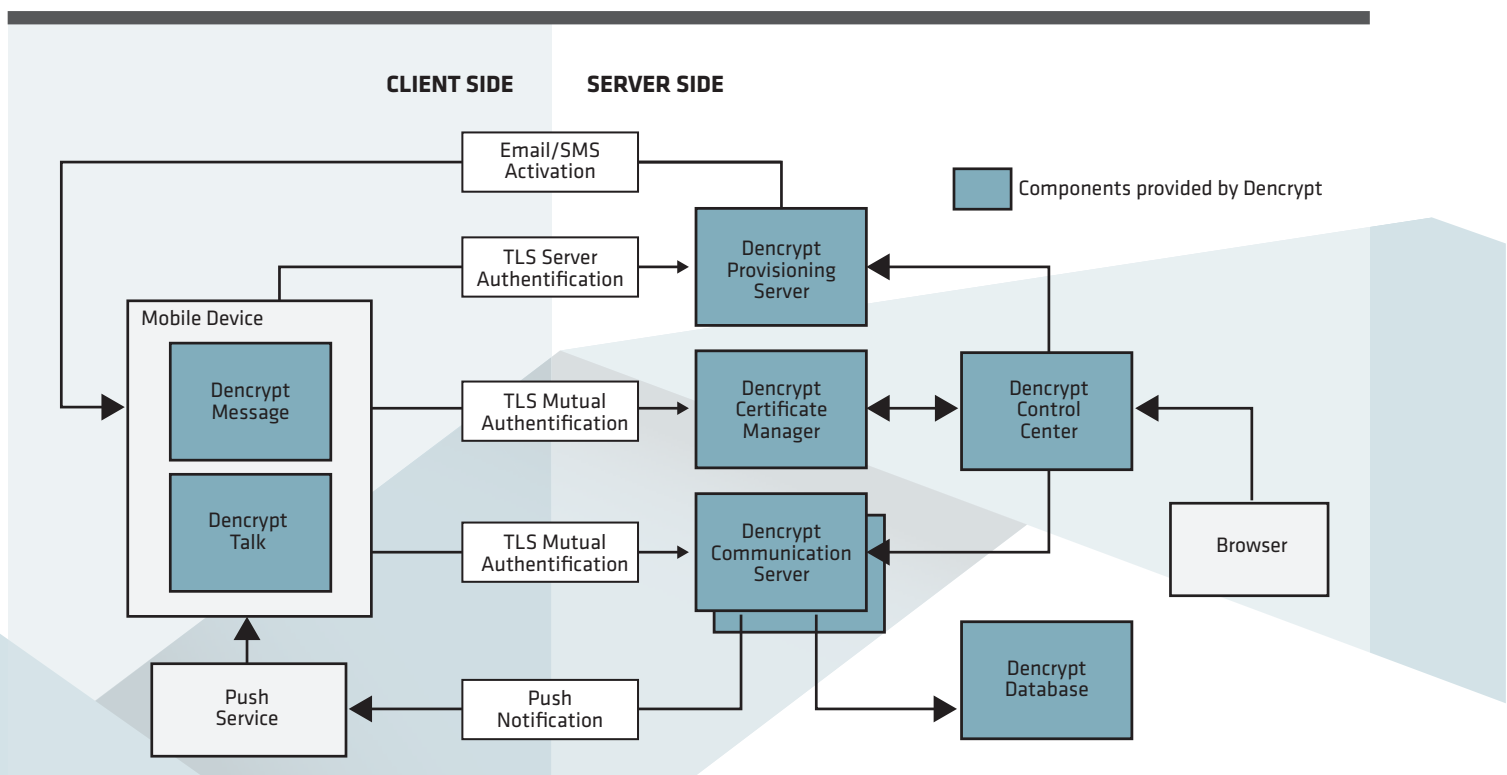 CLIENT SIDE
SERVER SIDE
Email/SMS
Activation
Components provided by Dencrypt
TLS Server
Authentification
Dencrypt
Provisioning
Server
Mobile Device
Dencrypt
Message
TLS Mutual
Authentification
Dencrypt
Certificate
Manager
Dencrypt
Control
Center
Dencrypt
Talk
TLS Mutual
Authentification
Dencrypt
Communication
Server
Browser
Push
Service
Push
Notification
Dencrypt
Database